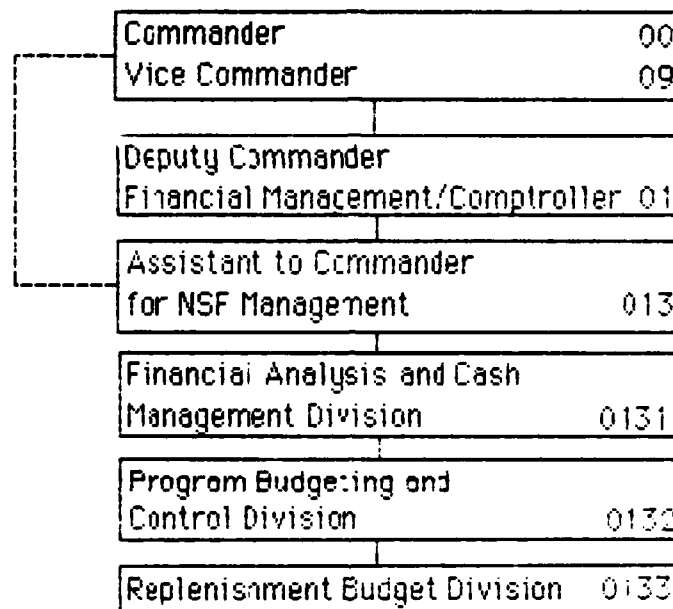 Commander 00
Vice Commander 09
Deputy Commander
Financial Management/Comptroller 01
Assistant to Commander
for NSF Management 013
Financial Analysis and Cash
Management Division 0131
Program Budgeting and
Control Division 0132
Replenishment Budget Division 0133